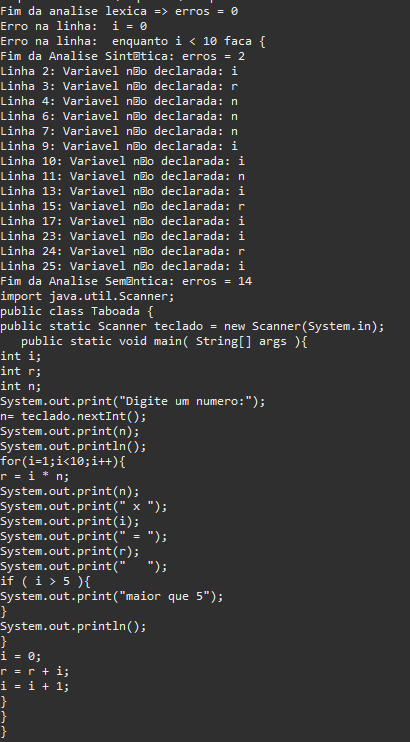 Fim da analise lexica => erros = 0
Erro na linha:  i = 0
Erro na linha:  enquanto i < 10 faca {
Fim da Analise Sint�tica: erros = 2
Linha 2: Variavel n�o declarada: i
Linha 3: Variavel n�o declarada: r
Linha 4: Variavel n�o declarada: n
Linha 6: Variavel n�o declarada: n
Linha 7: Variavel n�o declarada: n
Linha 9: Variavel n�o declarada: i
Linha 10: Variavel n�o declarada: i
Linha 11: Variavel n�o declarada: n
Linha 13: Variavel n�o declarada: i
Linha 15: Variavel n�o declarada: r
Linha 17: Variavel n�o declarada: i
Linha 23: Variavel n�o declarada: i
Linha 24: Variavel n�o declarada: r
Linha 25: Variavel n�o declarada: i
Fim da Analise Sem�ntica: erros = 14
import java.util.Scanner;
public class Taboada {
public static Scanner teclado = new Scanner(System.in);
   public static void main( String[] args ){
int i;
int r;
int n;
System.out.print("Digite um numero:");
n= teclado.nextInt();
System.out.print(n);
System.out.println();
for(i=1;i<10;i++){
r = i * n;
System.out.print(n);
System.out.print(" x ");
System.out.print(i);
System.out.print(" = ");
System.out.print(r);
System.out.print("   ");
if ( i > 5 ){
System.out.print("maior que 5");
}
System.out.println();
}
i = 0;
r = r + i;
i = i + 1;
}
}
}